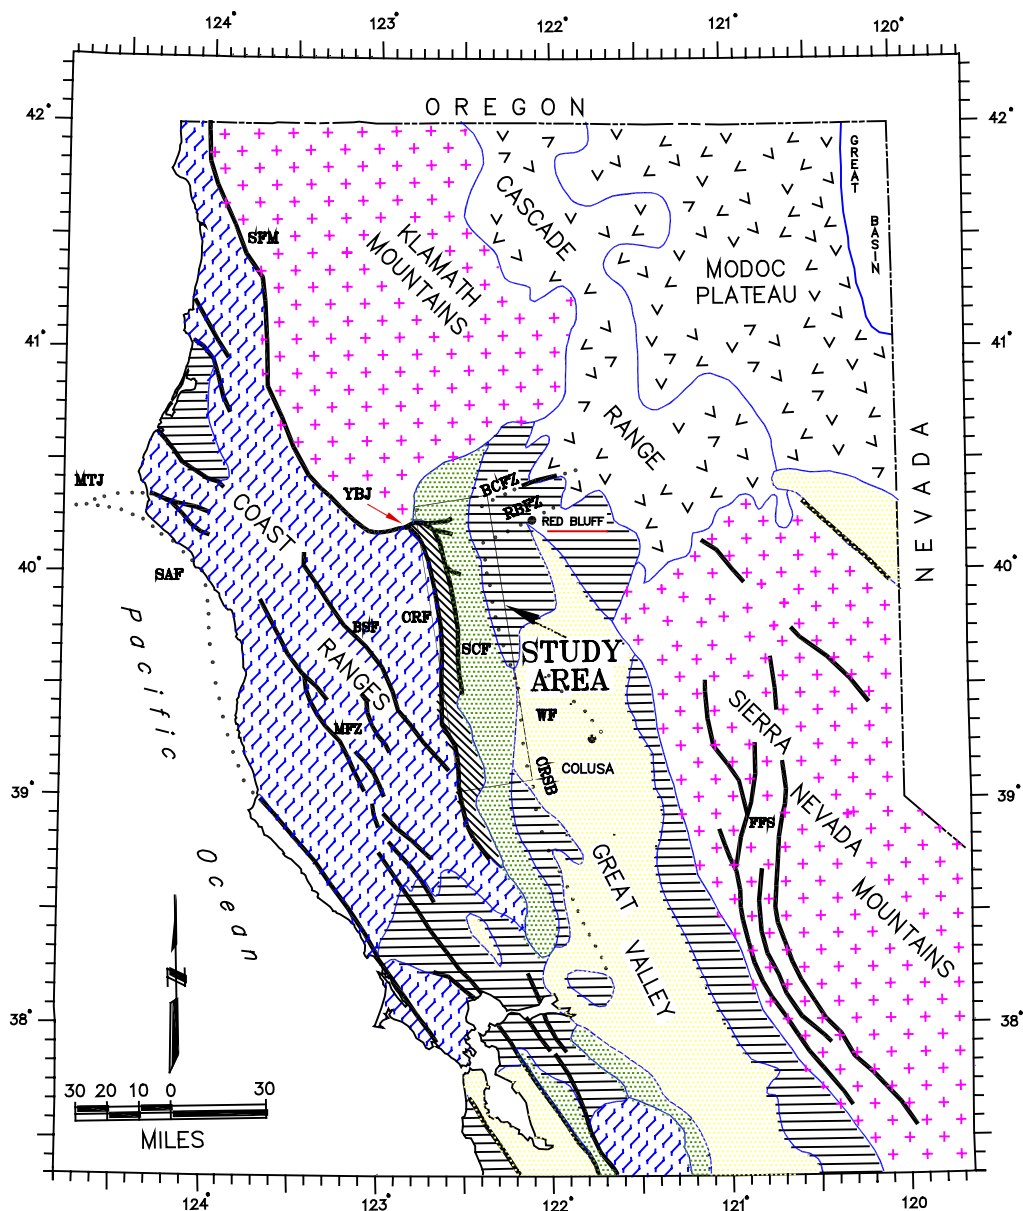 124°
123°
122°
121°
120°
OREGON
42°
42°
GREAT
BASIN
CASCADE
SFM
KLAMATH
MOUNTAINS
MODOC
PLATEAU
41°
41°
RANGE
NEVADA
MTJ
YBJ
BCFZ
RBFZ
RED BLUFF
COAST
40°
40°
SAF
Pacific
BSF
CRF
SCF
STUDY
AREA
RANGES
MFZ
WF
SIERRA
CRSB
COLUSA
39°
39°
NEVADA
FFS
Ocean
GREAT
MOUNTAINS
VALLEY
38°
38°
30 20 10 0 30
MILES
124°
123°
122°
121°
120